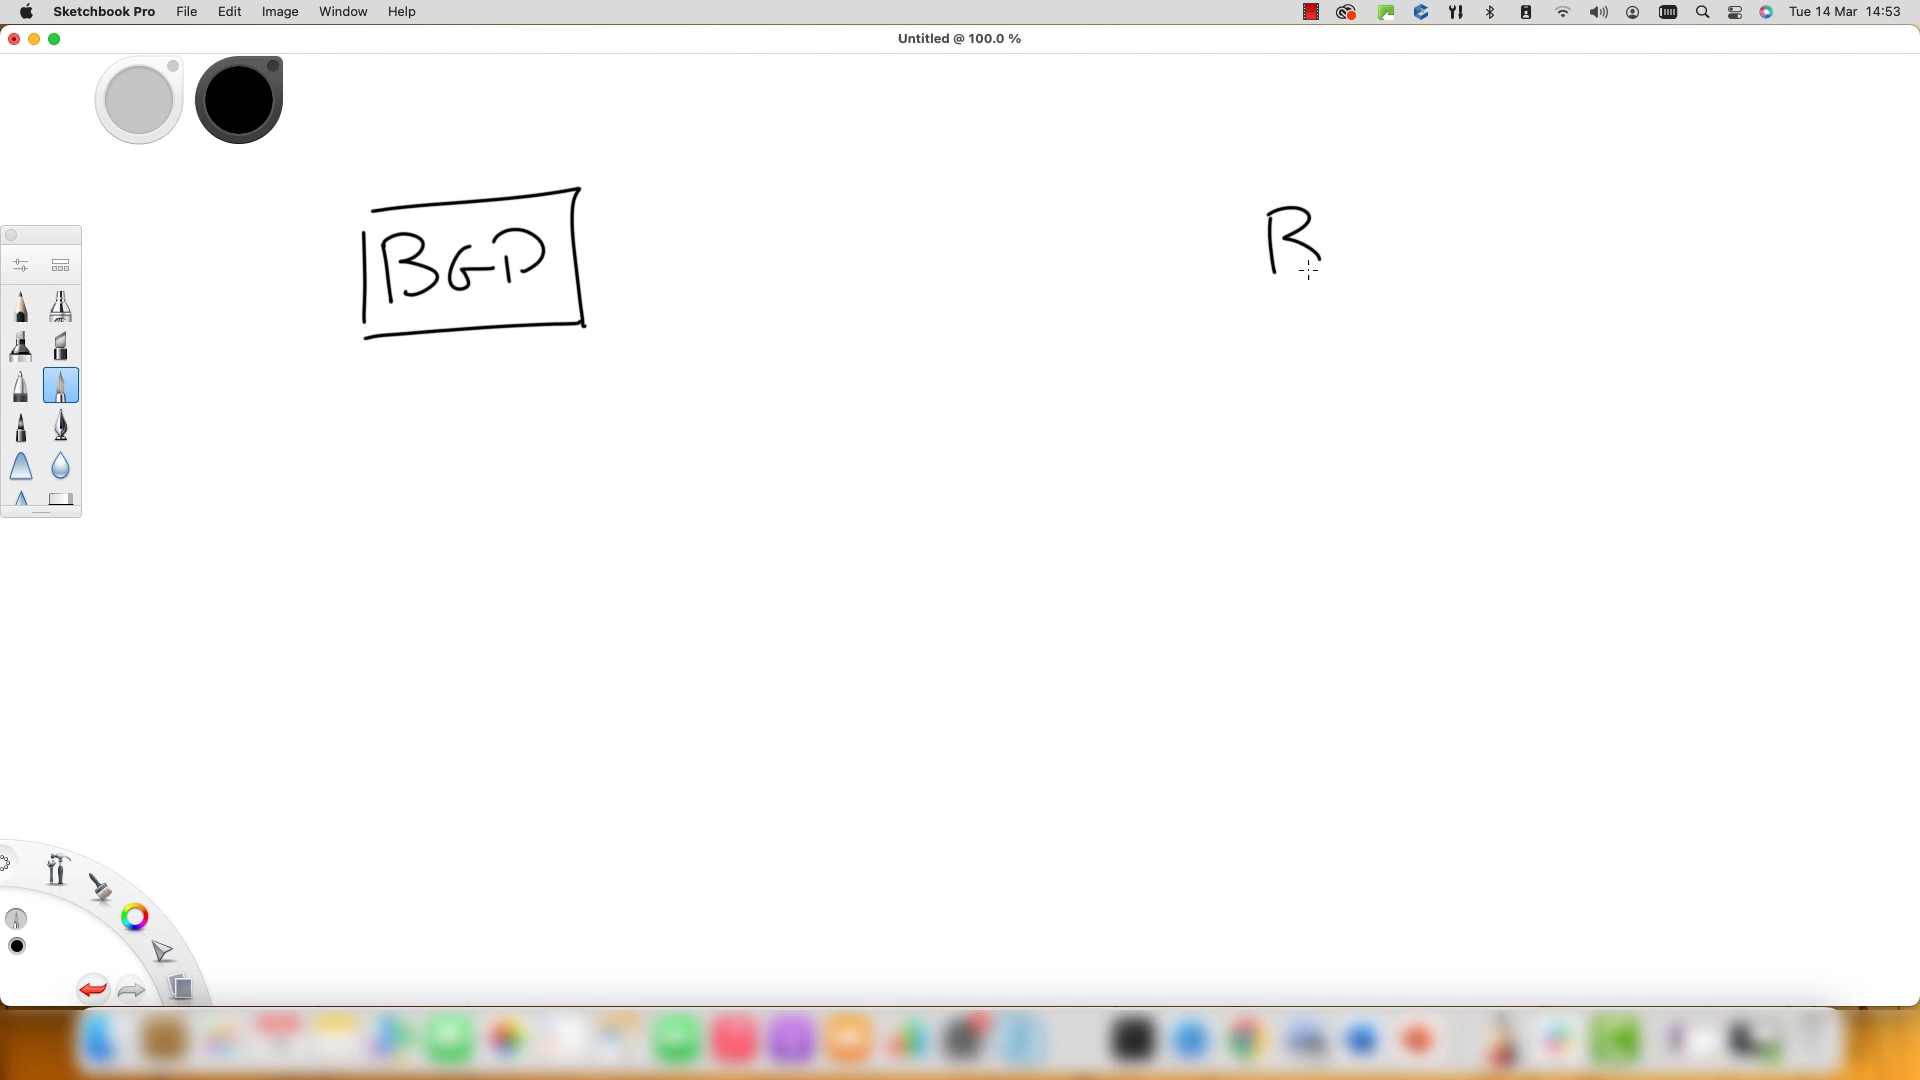 Sketchbook Pro File Edit Image Window Help Tue 14 Mar 14:53
Untitled @ 100.0 %
BGD R